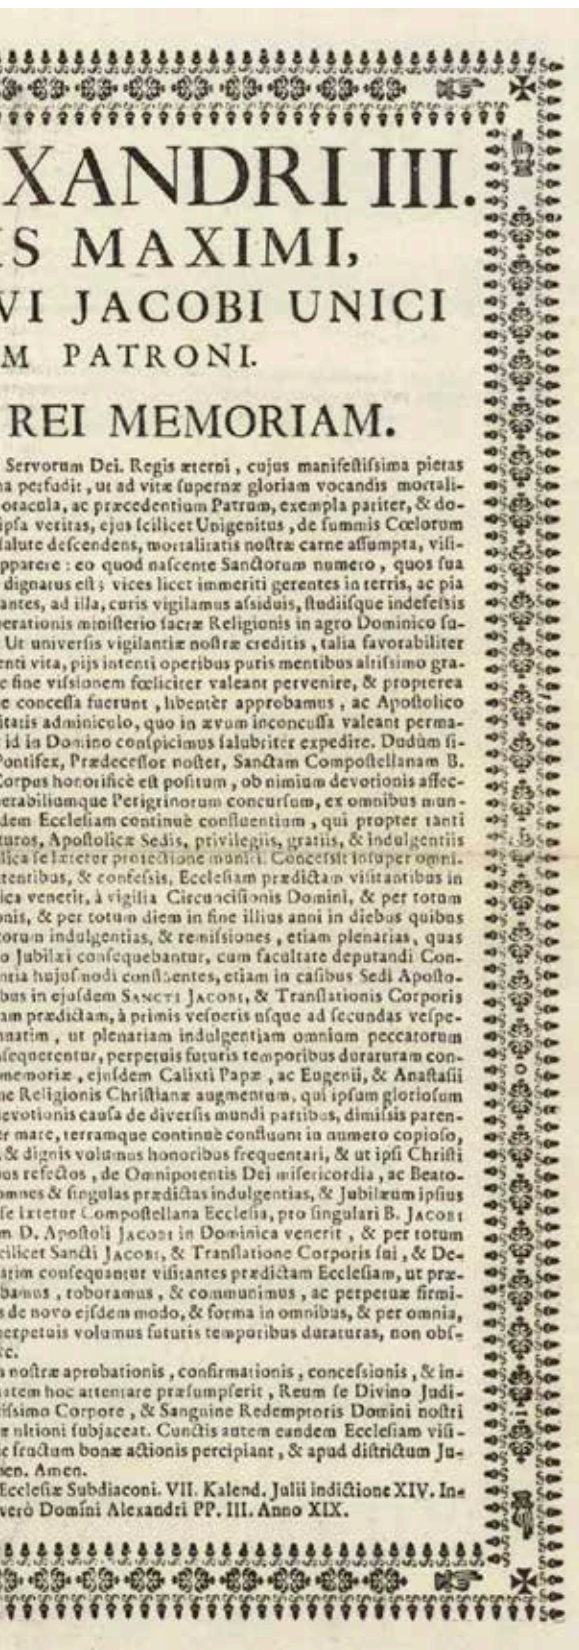 XANDRI III.
IS MAXIMI,
VI JACOBI UNICI
M PATRONI.
REI MEMORIAM.
Servorum Dei. Regis æterni, cujus manifestissima pietas
na perfudit, ut ad vitæ supernæ gloriam vocandis mortali-
oracula, ac præcedentium Patrum, exempla pariter, & do-
ipsa veritas, ejus scilicet Unigenitus, de summis Cœlorum
salute descendens, mortalitatis nostræ carne assumpta, visi-
pparere: eo quod nascente Sanctorum numero, quos sua
dignatus est; vices licet immeriti gerentes in terris, ac pia
antes, ad illa, curis vigilamus assiduis, studiisque indefessis
erationis ministerio sacræ Religionis in agro Dominico su-
Ut universis vigilantiæ nostræ creditis, talia favorabiliter
enti vita, pijs intenti operibus puris mentibus altissimo gra-
e fine vissionem fœliciter valeant pervenire, & propterea
e concessa fuerunt, libentèr approbamus, ac Apostolico
itatis adminiculo, quo in ævum inconcussa valeant perma-
id in Domino conspicimus salubriter expedire. Dudùm si-
Pontifex, Prædecessor noster, Sanctam Compostellanam B.
Corpus honorificè est positum, ob nimium devotionis affec-
erabiliumque Peregrinorum concursum, ex omnibus mun-
dem Ecclesiam continuè confluentium, qui propter tanti
turos, Apostolicæ Sedis, privilegiis, gratiis, & indulgentiis
lica se lætetur protectione muniri. Concessit insuper omni-
tentibus, & confessis, Ecclesiam prædictam visitantibus in
ica venerit, à vigilia Circuncisionis Domini, & per totum
onis, & per totum diem in fine illius anni in diebus quibus
torum indulgentias, & remissiones, etiam plenarias, quas
o Jubilæi consequebantur, cum facultate deputandi Con-
ntia hujusmodi confluentes, etiam in casibus Sedi Aposto-
bus in ejusdem SANCTI JACOBI, & Translationis Corporis
am prædictam, à primis vesperis usque ad secundas vespe-
nnatim, ut plenariam indulgentiam omnium peccatorum
nsequerentur, perpetuis futuris temporibus duraturam con-
memoriæ, ejusdem Calixti Papæ, ac Eugenii, & Anastasii
ne Religionis Christianæ augmentum, qui ipsum gloriosum
evotionis causa de diversis mundi partibus, dimissis paren-
er mare, terramque continuè confluunt in numero copioso,
, & dignis volumus honoribus frequentari, & ut ipsi Christi
nos refectos, de Omnipotentis Dei misericordia, ac Beato-
omnes & singulas prædictas indulgentias, & Jubilæum ipsius
se lætetur Compostellana Ecclesia, pro singulari B. JACOBI
m D. Apostoli JACOBI in Dominica venerit, & per totum
cilicet Sancti JACOBI, & Translatione Corporis sui, & De-
atim consequantur visitantes prædictam Ecclesiam, ut præ-
bamus, roboramus, & communimus, ac perpetuæ firmi-
s de novo ejsdem modo, & forma in omnibus, & per omnia,
perpetuis volumus futuris temporibus duraturas, non obs-
re.
n nostræ aprobationis, confirmationis, concessionis, & in-
atem hoc attentare præsumpserit, Reum se Divino Judi-
tissimo Corpore, & Sanguine Redemptoris Domini nostri
æ ultioni subjaceat. Cunctis autem eandem Ecclesiam visi-
c fructum bonæ actionis percipiant, & apud districtum Ju-
nen. Amen.
Ecclesiæ Subdiaconi. VII. Kalend. Julii indictione XIV. In-
verò Domini Alexandri PP. III. Anno XIX.